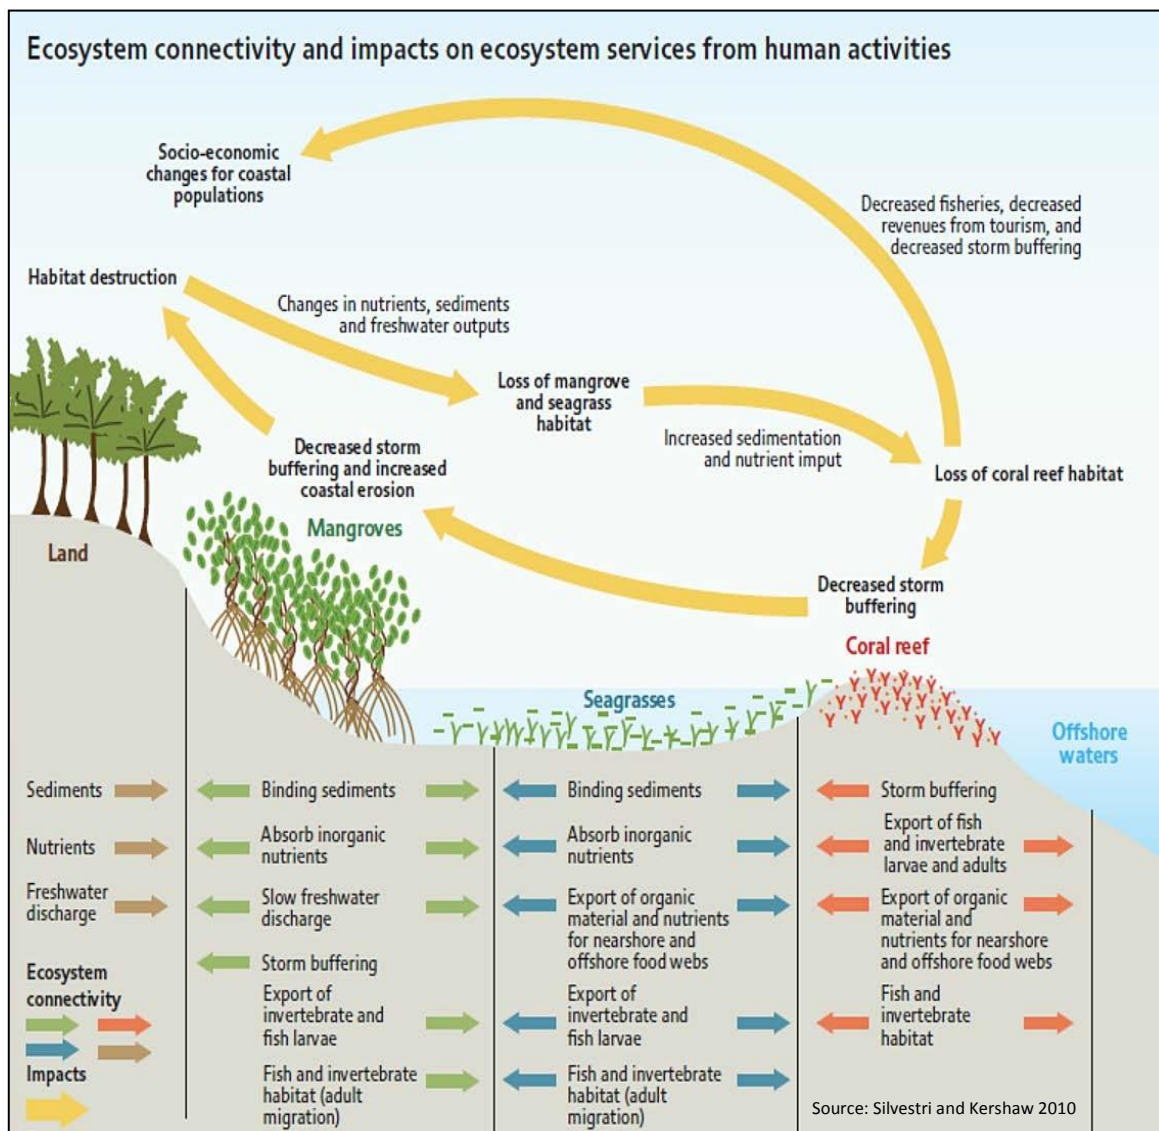 Ecosystem connectivity and impacts on ecosystem services from human activities
Socio-economic
changes for coastal
populations
Decreased fisheries, decreased
revenues from tourism, and
decreased storm buffering
Habitat destruction
Changes in nutrients, sediments
and freshwater outputs
Loss of mangrove
and seagrass
habitat
Increased sedimentation
and nutrient imput
Loss of coral reef habitat
Decreased storm
buffering and increased
coastal erosion
Decreased storm
buffering
Land
Mangroves
Seagrasses
Coral reef
Offshore
waters
Sediments
Nutrients
Freshwater
discharge
Ecosystem
connectivity
Impacts
Binding sediments
Absorb inorganic
nutrients
Slow freshwater
discharge
Storm buffering
Export of
invertebrate and
fish larvae
Fish and invertebrate
habitat (adult
migration)
Binding sediments
Absorb inorganic
nutrients
Export of organic
material and nutrients
for nearshore and
offshore food webs
Export of
invertebrate and
fish larvae
Fish and invertebrate
habitat (adult
migration)
Storm buffering
Export of fish
and invertebrate
larvae and adults
Export of organic
material and
nutrients for nearshore
and offshore food webs
Fish and
invertebrate
habitat
Source: Silvestri and Kershaw 2010